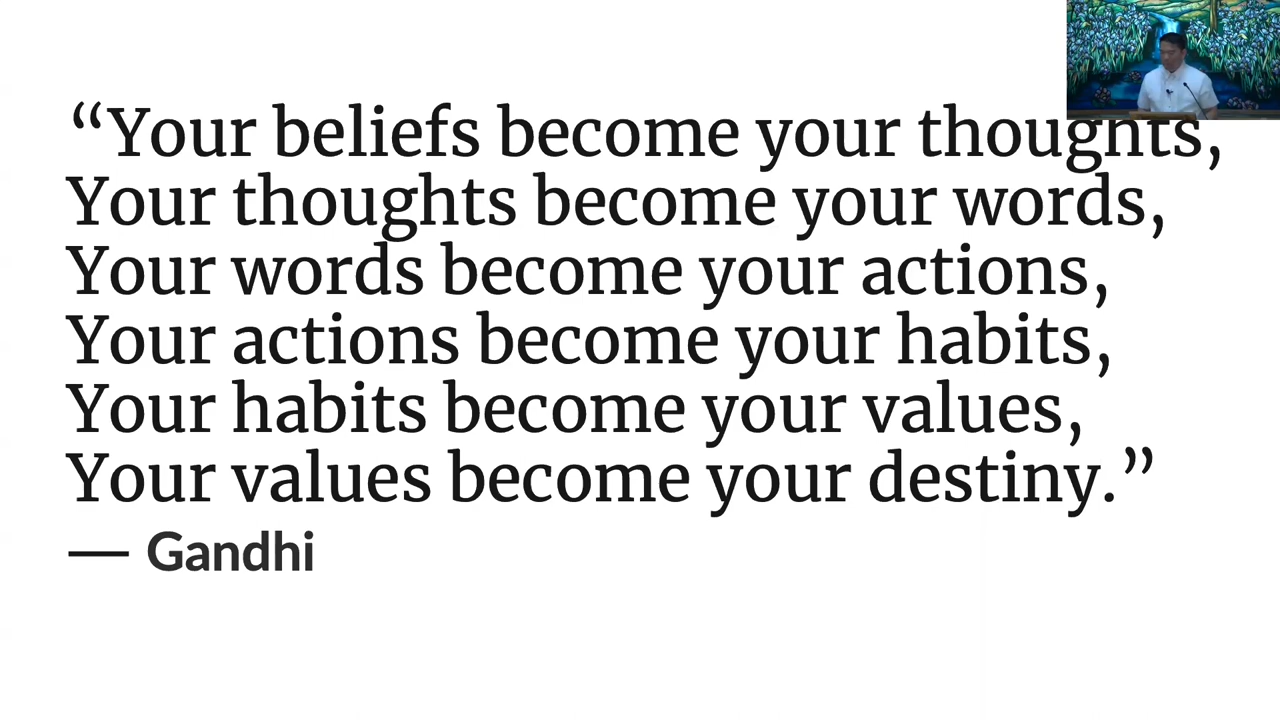 “Your beliefs become your thoughts,
Your thoughts become your words,
Your words become your actions,
Your actions become your habits,
Your habits become your values,
Your values become your destiny.”
— Gandhi